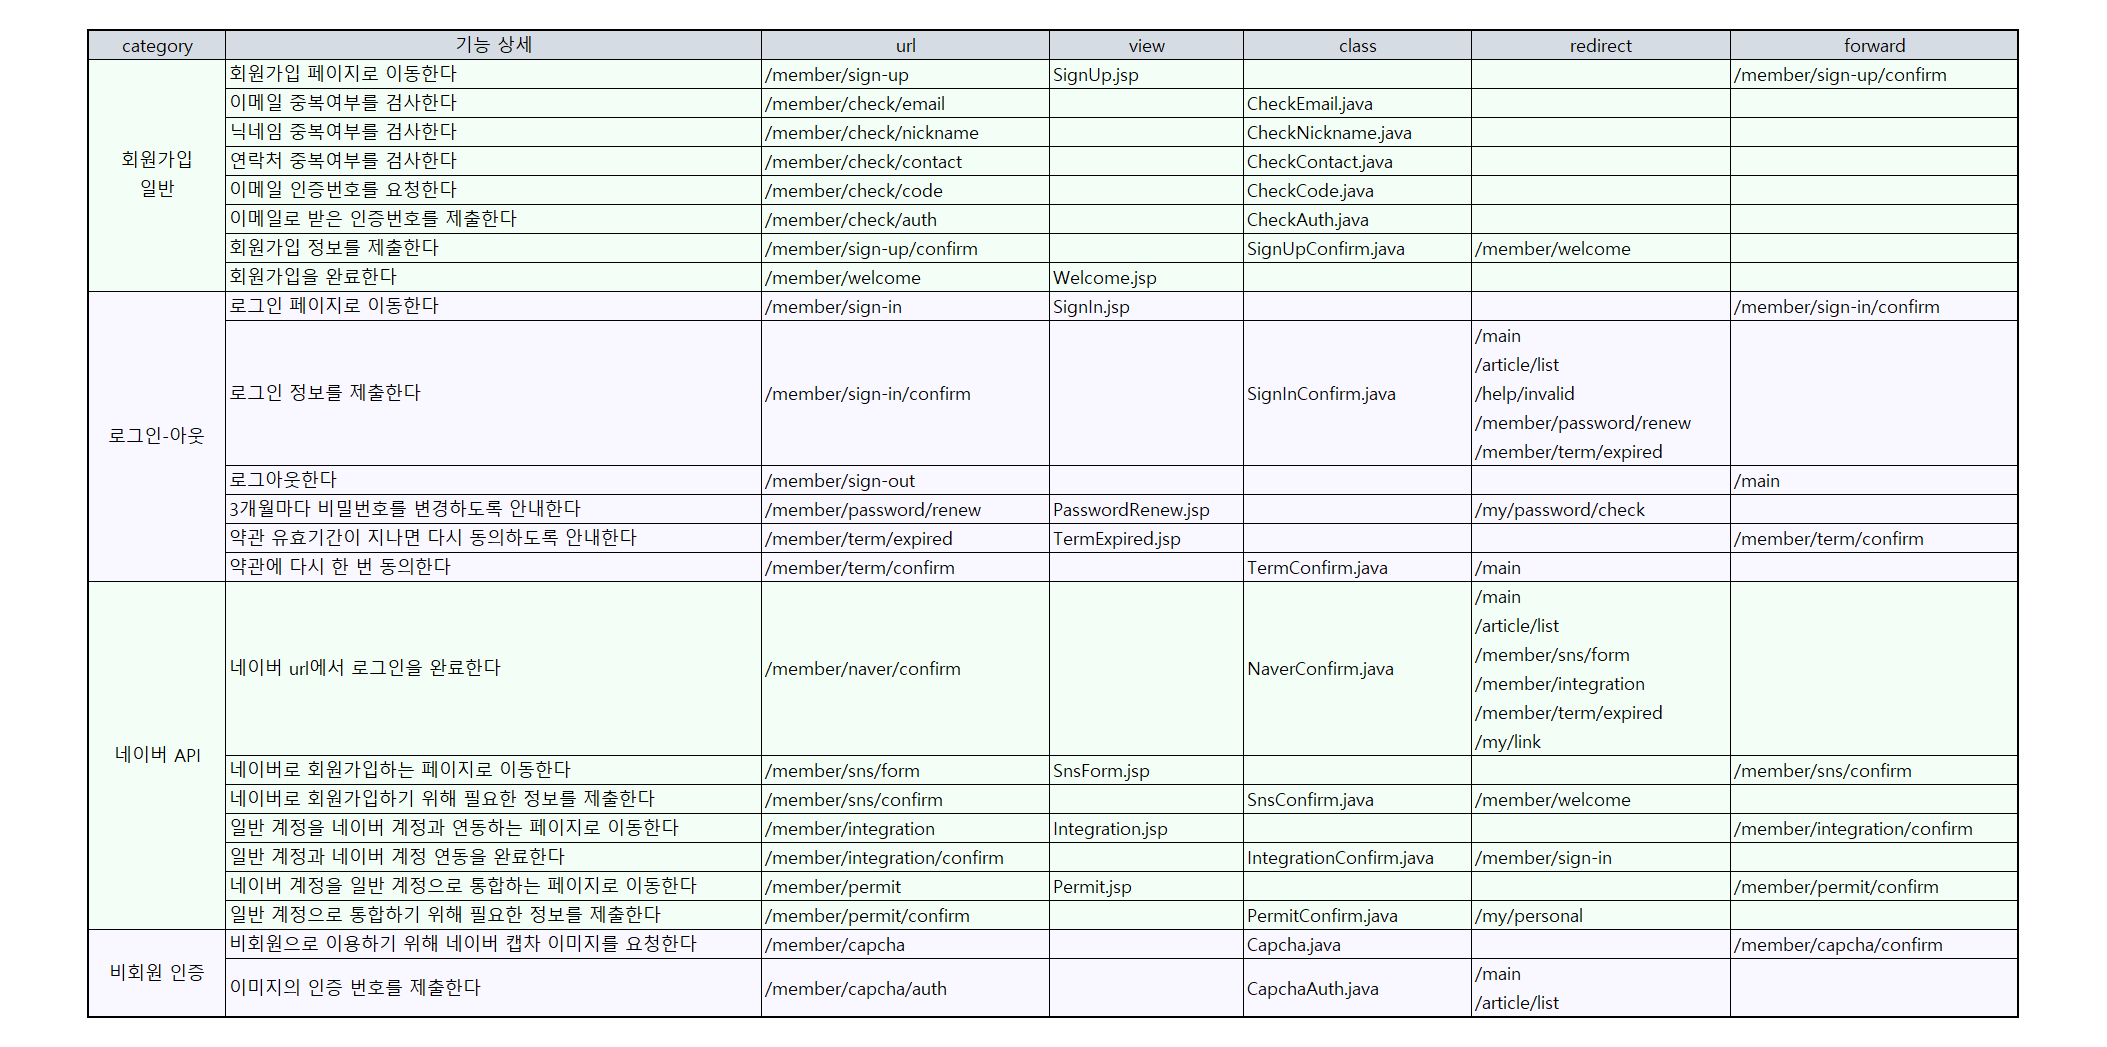 category 기능 상세 url view class redirect forward
회원가입 일반
회원가입 페이지로 이동한다 /member/sign-up SignUp.jsp /member/sign-up/confirm
이메일 중복여부를 검사한다 /member/check/email CheckEmail.java
닉네임 중복여부를 검사한다 /member/check/nickname CheckNickname.java
연락처 중복여부를 검사한다 /member/check/contact CheckContact.java
이메일 인증번호를 요청한다 /member/check/code CheckCode.java
이메일로 받은 인증번호를 제출한다 /member/check/auth CheckAuth.java
회원가입 정보를 제출한다 /member/sign-up/confirm SignUpConfirm.java /member/welcome
회원가입을 완료한다 /member/welcome Welcome.jsp
로그인-아웃
로그인 페이지로 이동한다 /member/sign-in SignIn.jsp /member/sign-in/confirm
로그인 정보를 제출한다 /member/sign-in/confirm SignInConfirm.java
/main
/article/list
/help/invalid
/member/password/renew
/member/term/expired
로그아웃한다 /member/sign-out /main
3개월마다 비밀번호를 변경하도록 안내한다 /member/password/renew PasswordRenew.jsp /my/password/check
약관 유효기간이 지나면 다시 동의하도록 안내한다 /member/term/expired TermExpired.jsp /member/term/confirm
약관에 다시 한 번 동의한다 /member/term/confirm TermConfirm.java /main
네이버 API
네이버 url에서 로그인을 완료한다 /member/naver/confirm NaverConfirm.java
/main
/article/list
/member/sns/form
/member/integration
/member/term/expired
/my/link
네이버로 회원가입하는 페이지로 이동한다 /member/sns/form SnsForm.jsp /member/sns/confirm
네이버로 회원가입하기 위해 필요한 정보를 제출한다 /member/sns/confirm SnsConfirm.java /member/welcome
일반 계정을 네이버 계정과 연동하는 페이지로 이동한다 /member/integration Integration.jsp /member/integration/confirm
일반 계정과 네이버 계정 연동을 완료한다 /member/integration/confirm IntegrationConfirm.java /member/sign-in
네이버 계정을 일반 계정으로 통합하는 페이지로 이동한다 /member/permit Permit.jsp /member/permit/confirm
일반 계정으로 통합하기 위해 필요한 정보를 제출한다 /member/permit/confirm PermitConfirm.java /my/personal
비회원 인증
비회원으로 이용하기 위해 네이버 캡차 이미지를 요청한다 /member/capcha Capcha.java /member/capcha/confirm
이미지의 인증 번호를 제출한다 /member/capcha/auth CapchaAuth.java
/main
/article/list